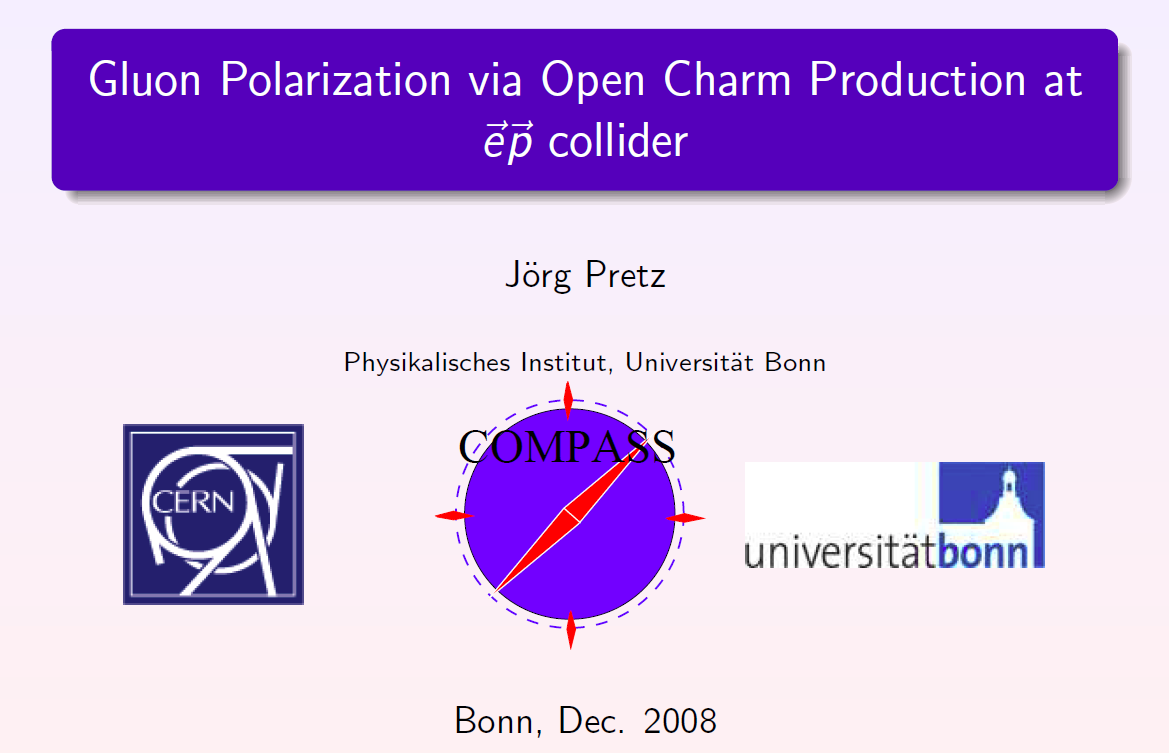 Gluon Polarization via Open Charm Production at
e⃗p⃗ collider
Jörg Pretz
Physikalisches Institut, Universität Bonn
COMPASS
CERN
universitätbonn
Bonn, Dec. 2008